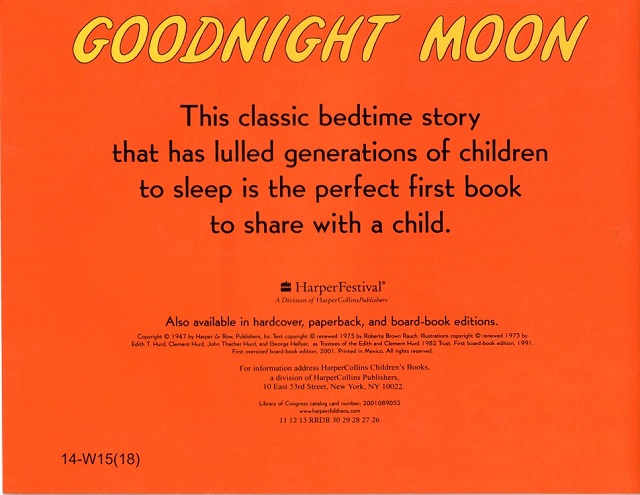 GOODNIGHT MOON
This classic bedtime story
that has lulled generations of children
to sleep is the perfect first book
to share with a child.
HarperFestival®
A Division of HarperCollinsPublishers
Also available in hardcover, paperback, and board-book editions.
Copyright © 1947 by Harper & Row, Publishers, Inc. Text copyright © renewed 1975 by Roberta Brown Rauch. Illustrations copyright © renewed 1975 by
Edith T. Hurd, Clement Hurd, John Thacher Hurd, and George Hellyer, as Trustees of the Edith and Clement Hurd 1982 Trust. First board-book edition, 1991.
First oversized board-book edition, 2001. Printed in Mexico. All rights reserved.
For information address HarperCollins Children's Books,
a division of HarperCollins Publishers,
10 East 53rd Street, New York, NY 10022.
Library of Congress catalog card number: 2001089052
www.harperchildrens.com
11 12 13 RRDR 30 29 28 27 26
14-W15(18)